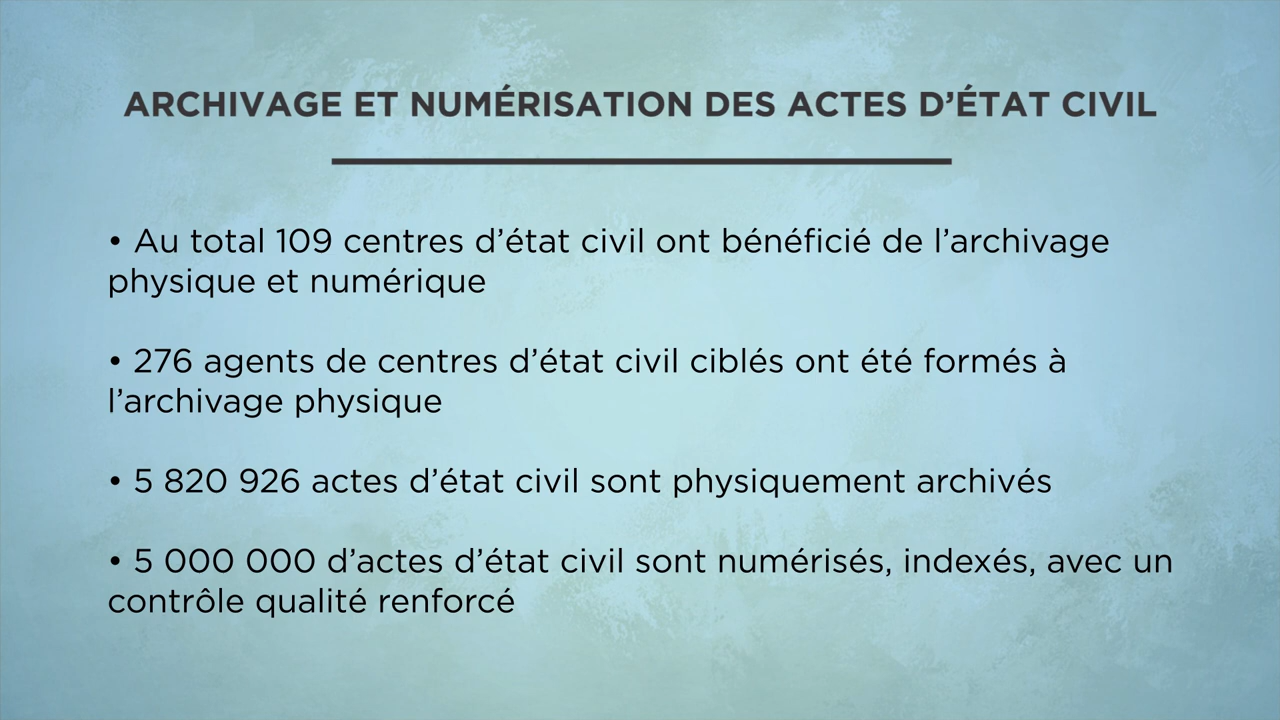 ARCHIVAGE ET NUMÉRISATION DES ACTES D’ÉTAT CIVIL
• Au total 109 centres d’état civil ont bénéficié de l’archivage
physique et numérique
• 276 agents de centres d’état civil ciblés ont été formés à
l’archivage physique
• 5 820 926 actes d’état civil sont physiquement archivés
• 5 000 000 d’actes d’état civil sont numérisés, indexés, avec un
contrôle qualité renforcé